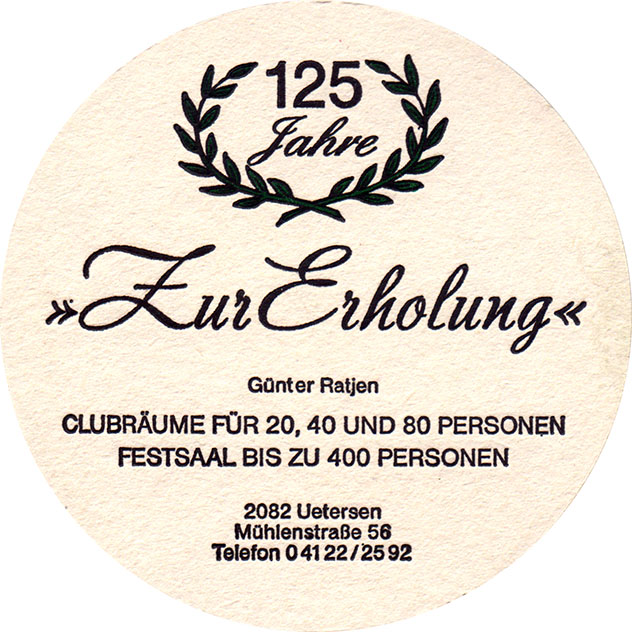 125
Jahre
»Zur Erholung«
Günter Ratjen
CLUBRÄUME FÜR 20, 40 UND 80 PERSONEN
FESTSAAL BIS ZU 400 PERSONEN
2082 Uetersen
Mühlenstraße 56
Telefon 0 41 22 / 25 92